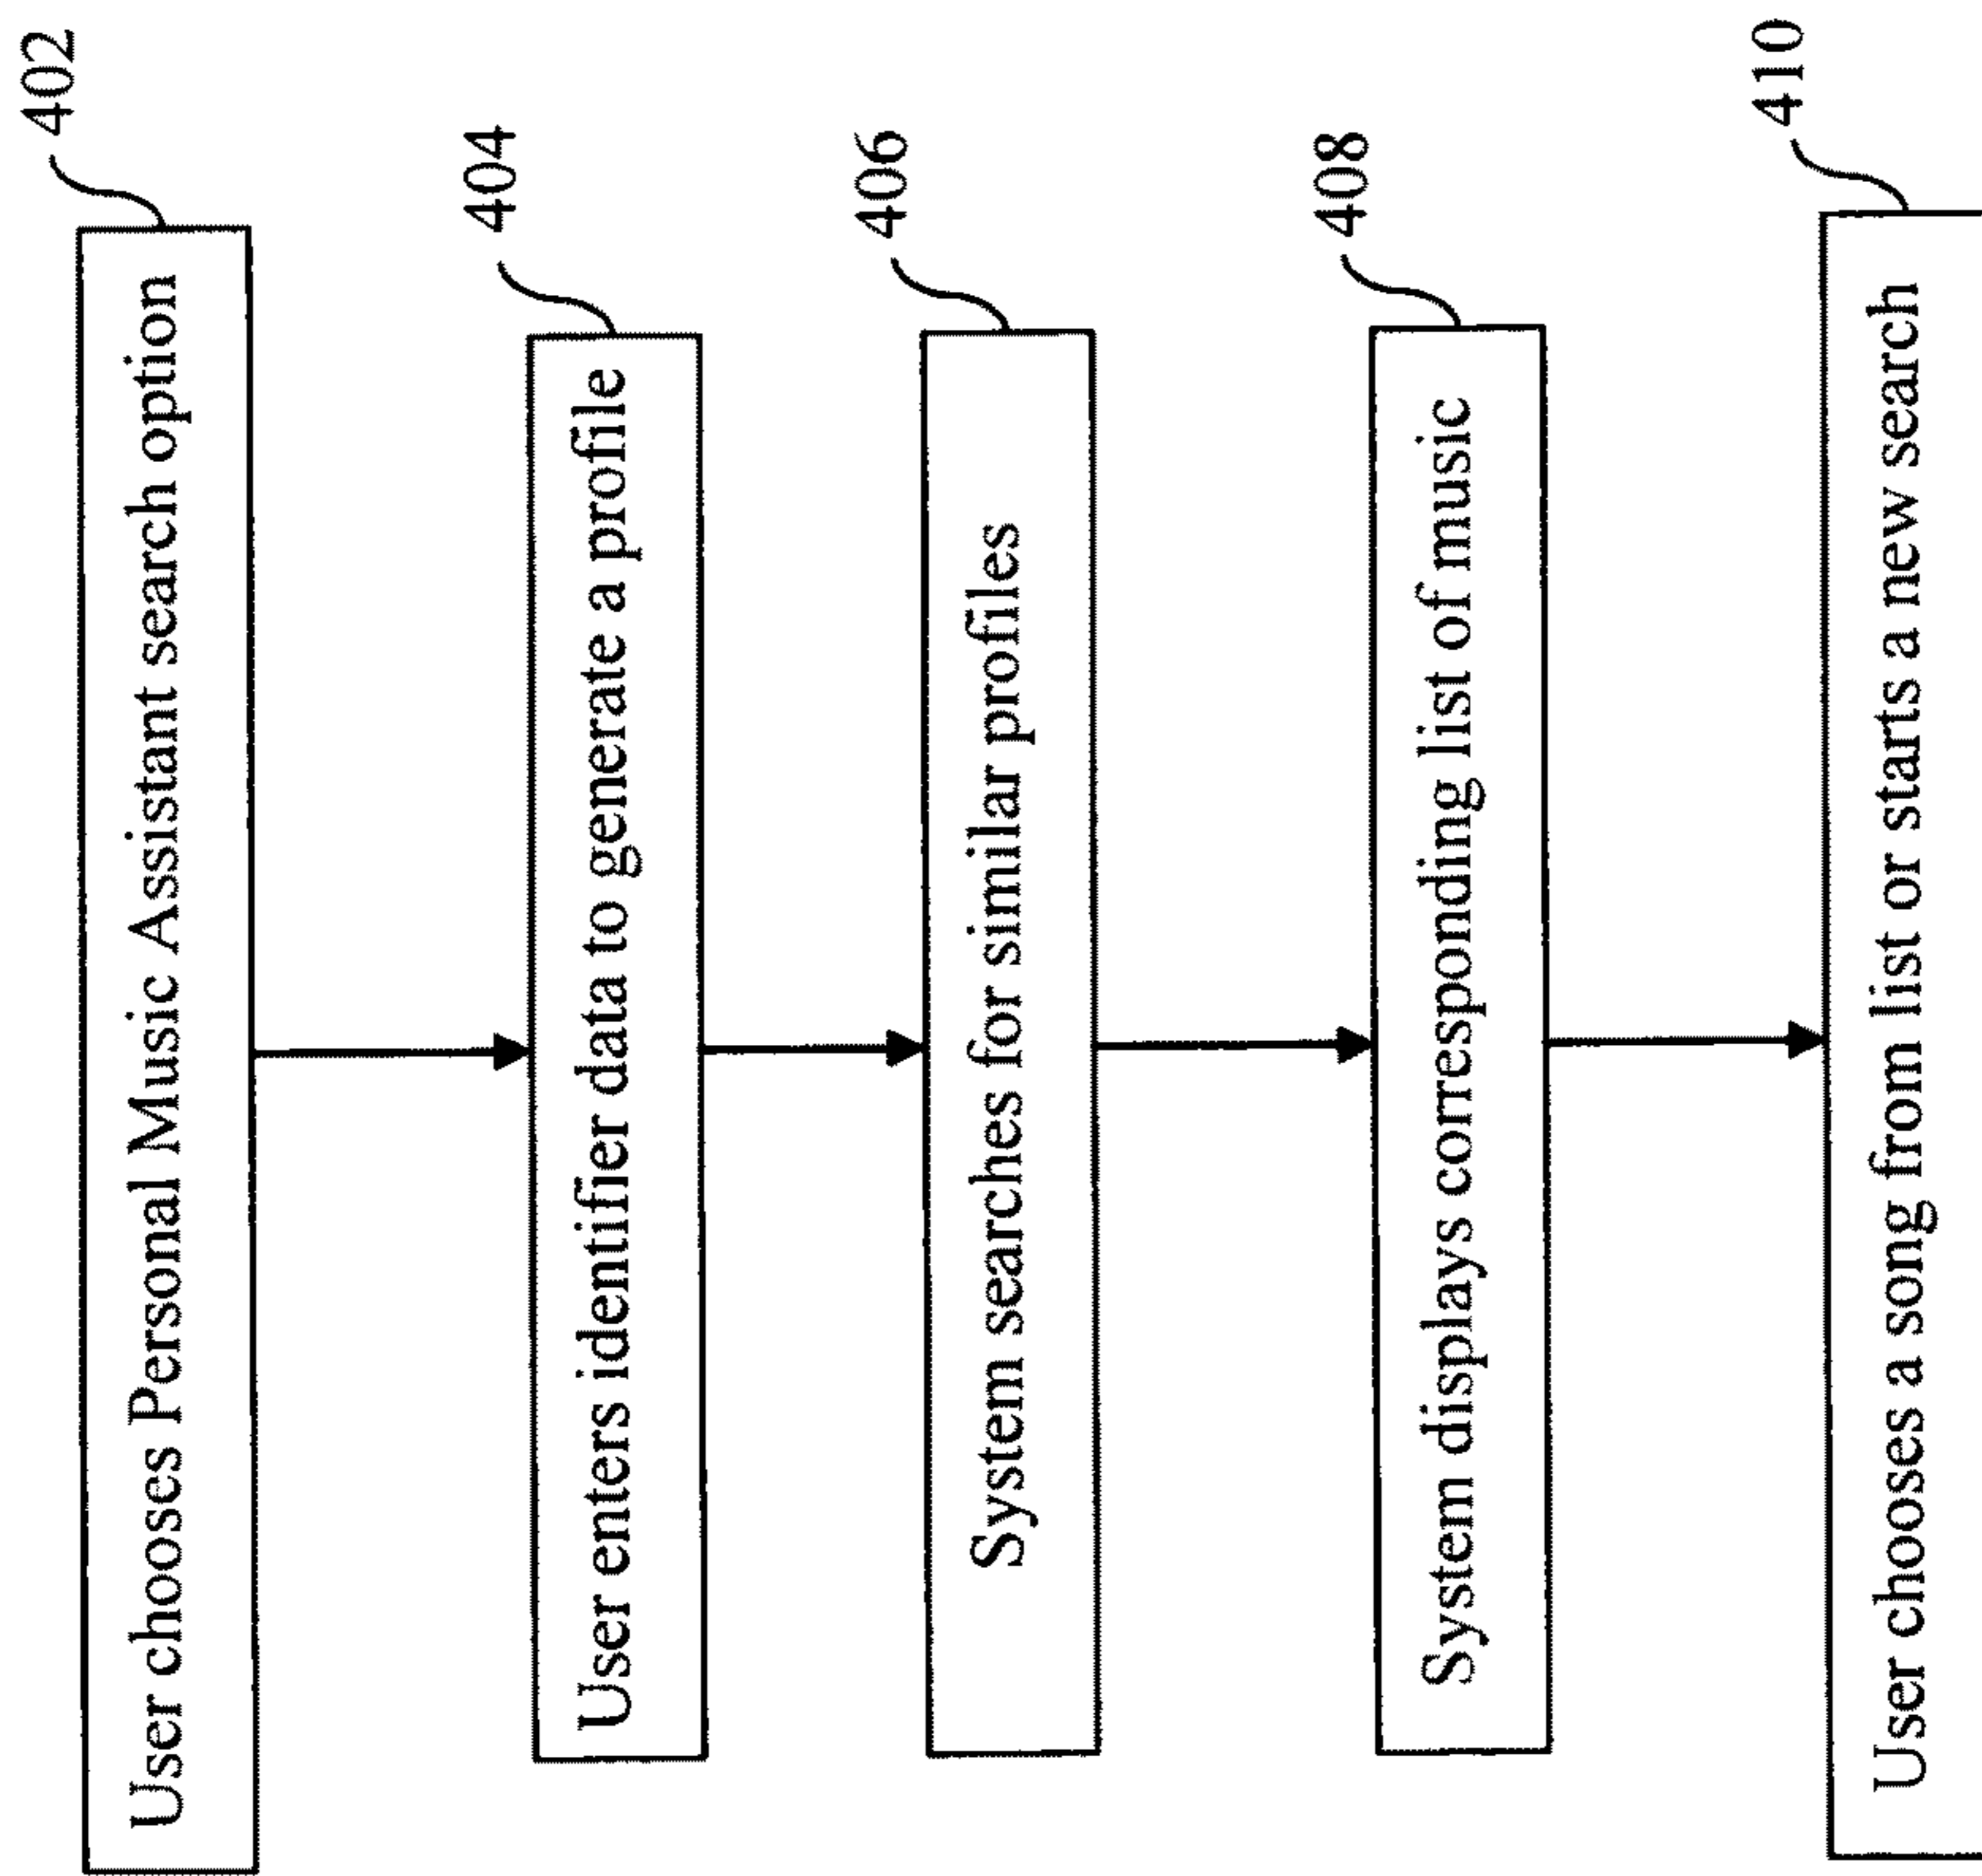 402
User chooses Personal Music Assistant search option
404
User enters identifier data to generate a profile
406
System searches for similar profiles
408
System displays corresponding list of music
410
User chooses a song from list or starts a new search